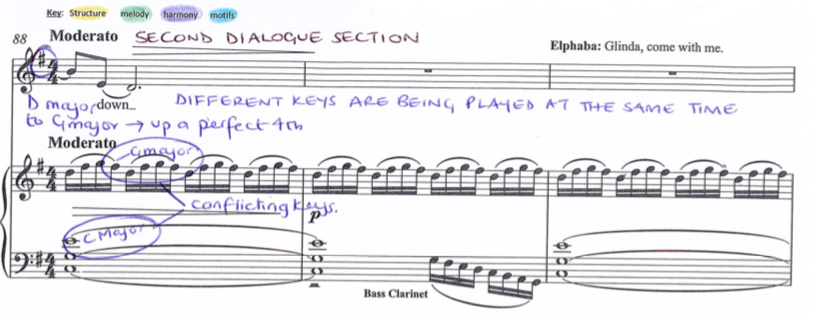 Key: Structure melody harmony motifs
88 Moderato SECOND DIALOGUE SECTION
Elphaba: Glinda, come with me.
D major down_ DIFFERENT KEYS ARE BEING PLAYED AT THE SAME TIME
to G major → up a perfect 4th
Moderato
G major
conflicting keys.
p
C Major
Bass Clarinet